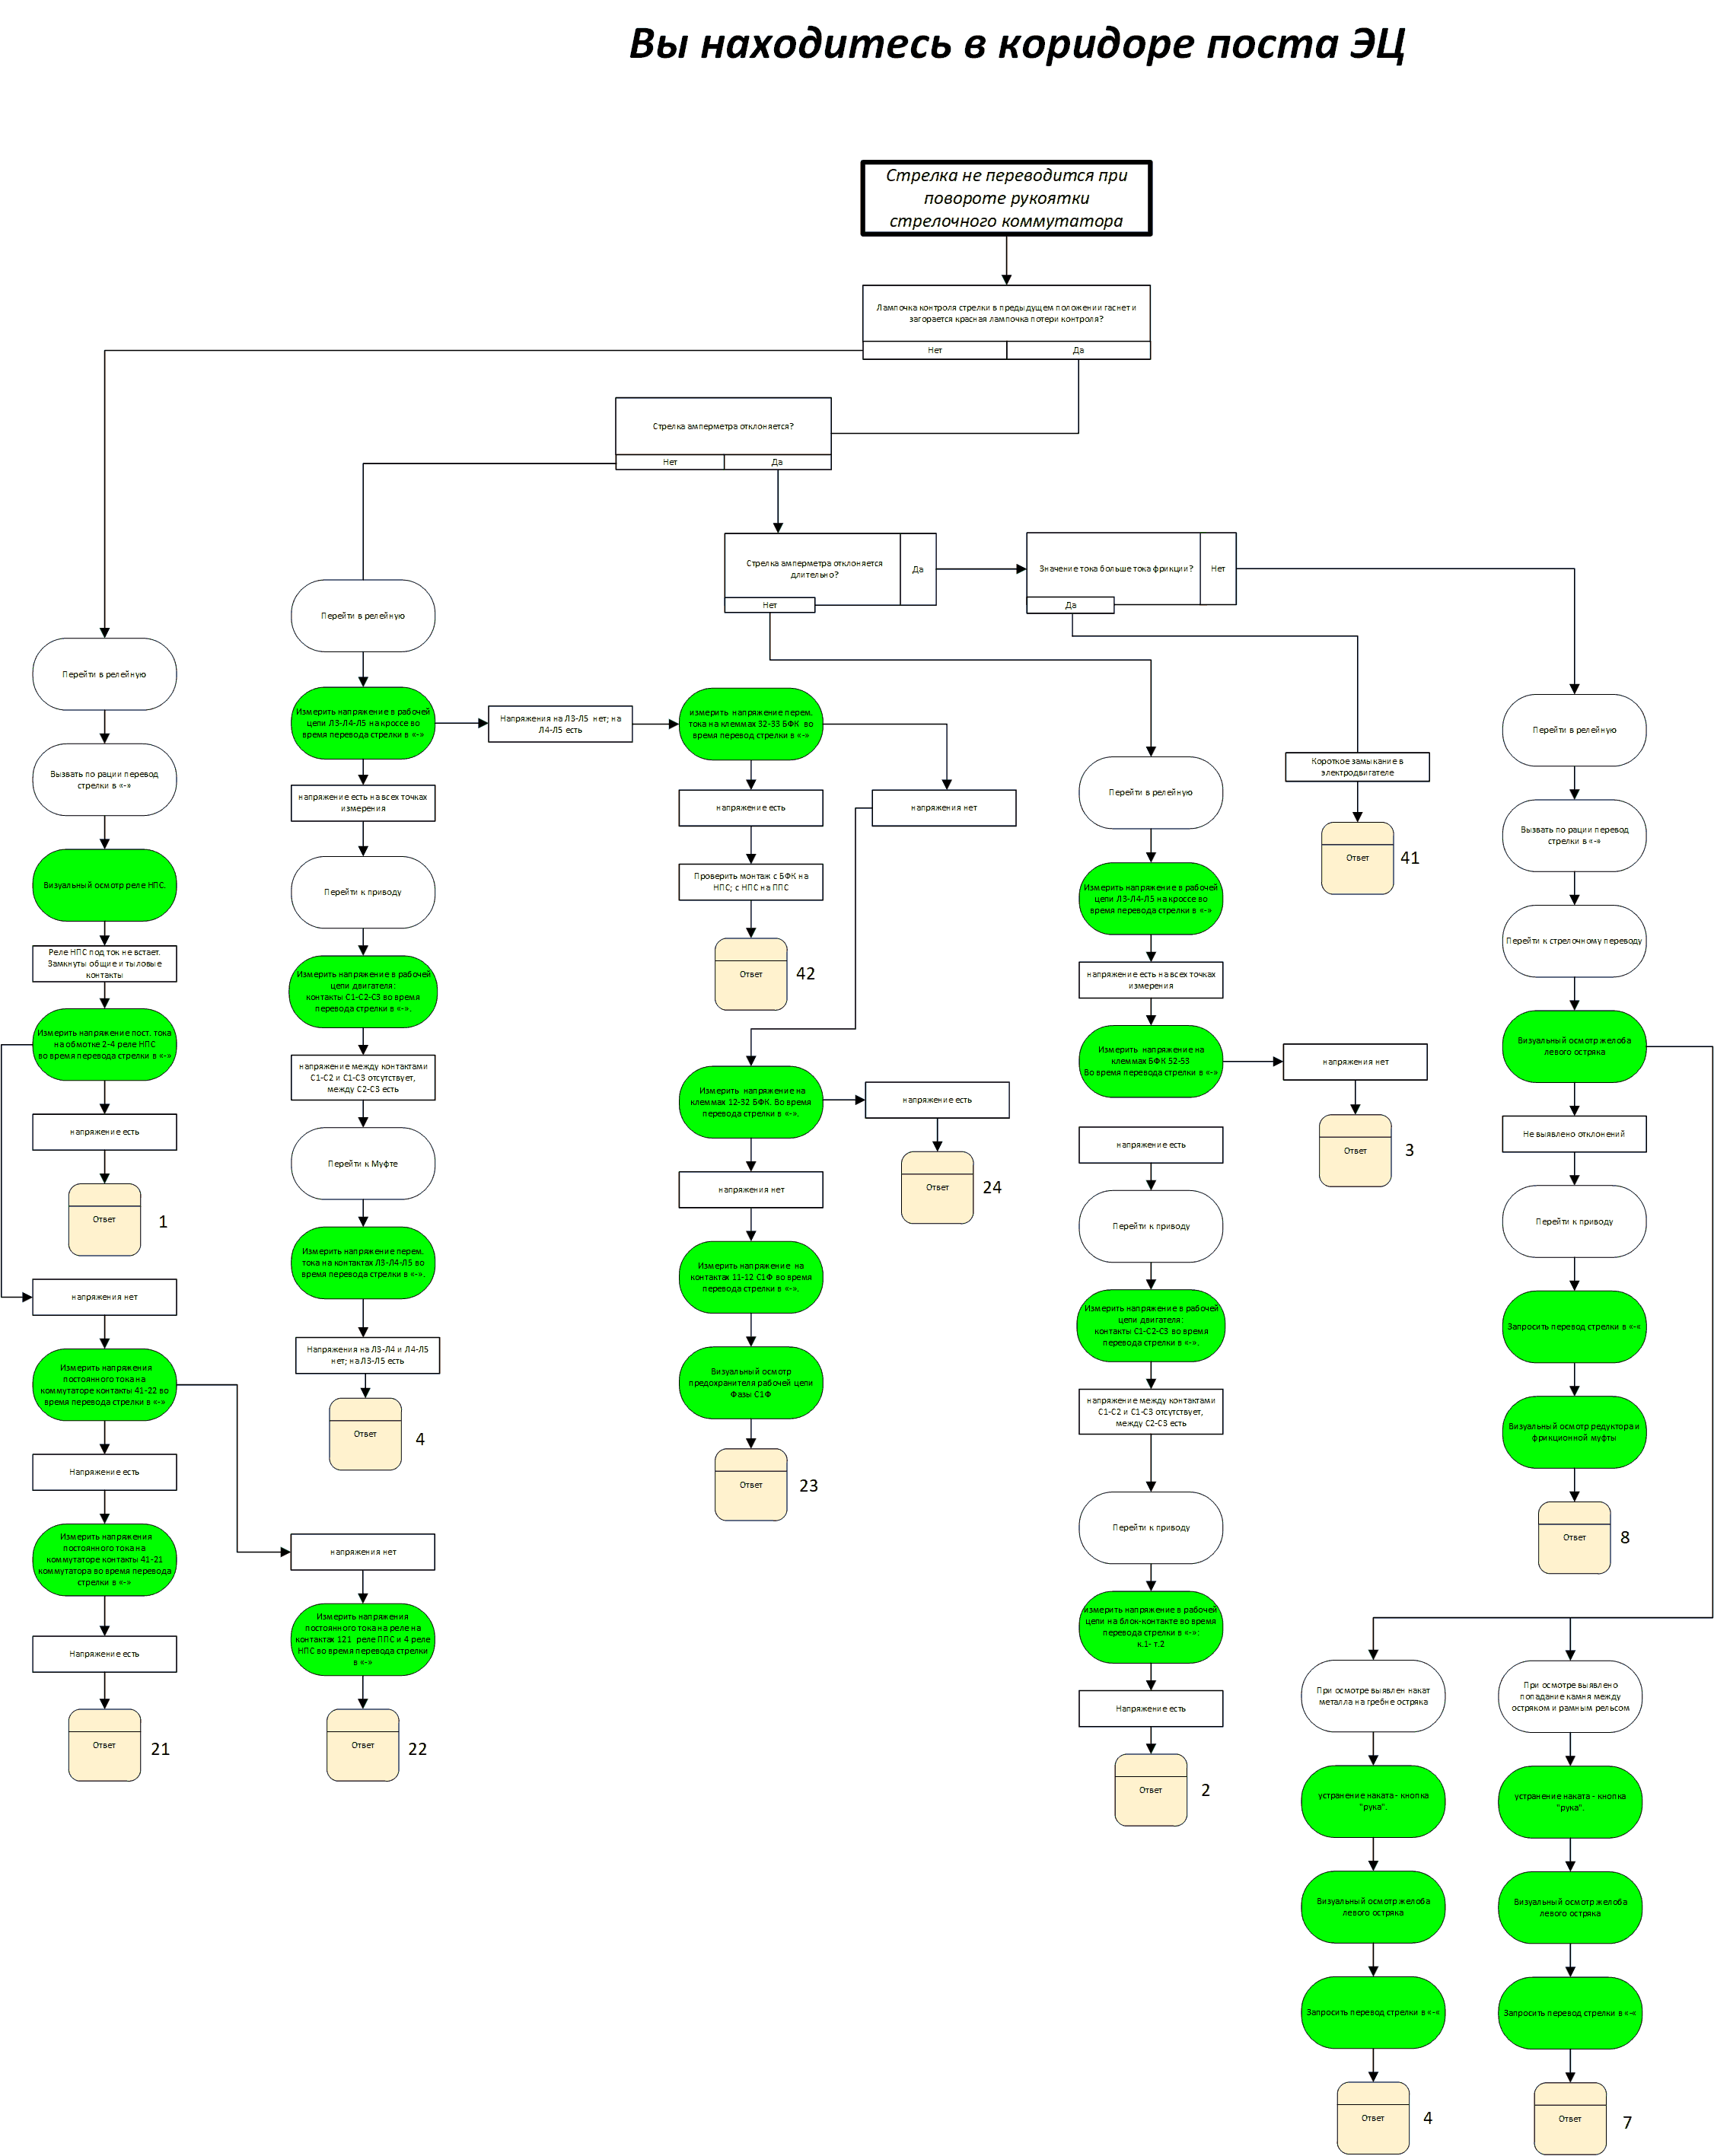 Вы находитесь в коридоре поста ЭЦ
Стрелка не переводится при
повороте рукоятки
стрелочного коммутатора
Лампочка контроля стрелки в предыдущем положении гаснет и
загорается красная лампочка потери контроля?
Нет
Да
Стрелка амперметра отклоняется?
Нет
Да
Стрелка амперметра отклоняется
длительно?
Да
Нет
Значение тока больше тока фрикции?
Нет
Да
Перейти в релейную
Вызвать по рации перевод
стрелки в «-»
Визуальный осмотр реле НПС.
Реле НПС под ток не встает.
Замкнуты общие и тыловые
контакты
Измерить напряжение пост. тока
на обмотке 2-4 реле НПС
во время перевода стрелки в «-»
напряжение есть
Ответ
1
напряжения нет
Измерить напряжения
постоянного тока на
коммутаторе контакты 41-22 во
время перевода стрелки в «-»
Напряжение есть
Измерить напряжения
постоянного тока на
коммутаторе контакты 41-21
коммутатора во время перевода
стрелки в «-»
Напряжение есть
Ответ
21
напряжения нет
Измерить напряжения
постоянного тока на реле на
контактах 121 реле ППС и 4 реле
НПС во время перевода стрелки
в «-»
Ответ
22
Перейти в релейную
Измерить напряжение в рабочей
цепи Л3-Л4-Л5 на кроссе во
время перевода стрелки в «-»
напряжение есть на всех точках
измерения
Перейти к приводу
Измерить напряжение в рабочей
цепи двигателя:
контакты С1-С2-С3 во время
перевода стрелки в «-».
напряжение между контактами
С1-С2 и С1-С3 отсутствует,
между С2-С3 есть
Перейти к Муфте
Измерить напряжение перем.
тока на контактах Л3-Л4-Л5 во
время перевода стрелки в «-».
Напряжения на Л3-Л4 и Л4-Л5
нет; на Л3-Л5 есть
Ответ
4
Напряжения на Л3-Л5 нет; на
Л4-Л5 есть
измерить напряжение перем.
тока на клеммах 32-33 БФК во
время перевод стрелки в «-»
напряжение есть
Проверить монтаж с БФК на
НПС; с НПС на ППС
Ответ
42
напряжения нет
Измерить напряжение на
клеммах 12-32 БФК. Во время
перевода стрелки в «-».
напряжение есть
Ответ
24
напряжения нет
Измерить напряжение на
контактах 11-12 С1Ф во время
перевода стрелки в «-».
Визуальный осмотр
предохранителя рабочей цепи
Фазы С1Ф
Ответ
23
Перейти в релейную
Измерить напряжение в рабочей
цепи Л3-Л4-Л5 на кроссе во
время перевода стрелки в «-»
напряжение есть на всех точках
измерения
Измерить напряжение на
клеммах БФК 52-53
Во время перевода стрелки в «-»
напряжения нет
Ответ
3
напряжение есть
Перейти к приводу
Измерить напряжение в рабочей
цепи двигателя:
контакты С1-С2-С3 во время
перевода стрелки в «-».
напряжение между контактами
С1-С2 и С1-С3 отсутствует,
между С2-С3 есть
Перейти к приводу
измерить напряжение в рабочей
цепи на блок-контакте во время
перевода стрелки в «-»:
к.1- т.2
Напряжение есть
Ответ
2
Короткое замыкание в
электродвигателе
Ответ
41
Перейти в релейную
Вызвать по рации перевод
стрелки в «-»
Перейти к стрелочному переводу
Визуальный осмотр желоба
левого остряка
Не выявлено отклонений
Перейти к приводу
Запросить перевод стрелки в «-«
Визуальный осмотр редуктора и
фрикционной муфты
Ответ
8
При осмотре выявлен накат
металла на гребне остряка
устранение наката - кнопка
"рука".
Визуальный осмотр желоба
левого остряка
Запросить перевод стрелки в «-«
Ответ
4
При осмотре выявлено
попадание камня между
остряком и рамным рельсом
устранение наката - кнопка
"рука".
Визуальный осмотр желоба
левого остряка
Запросить перевод стрелки в «-«
Ответ
7